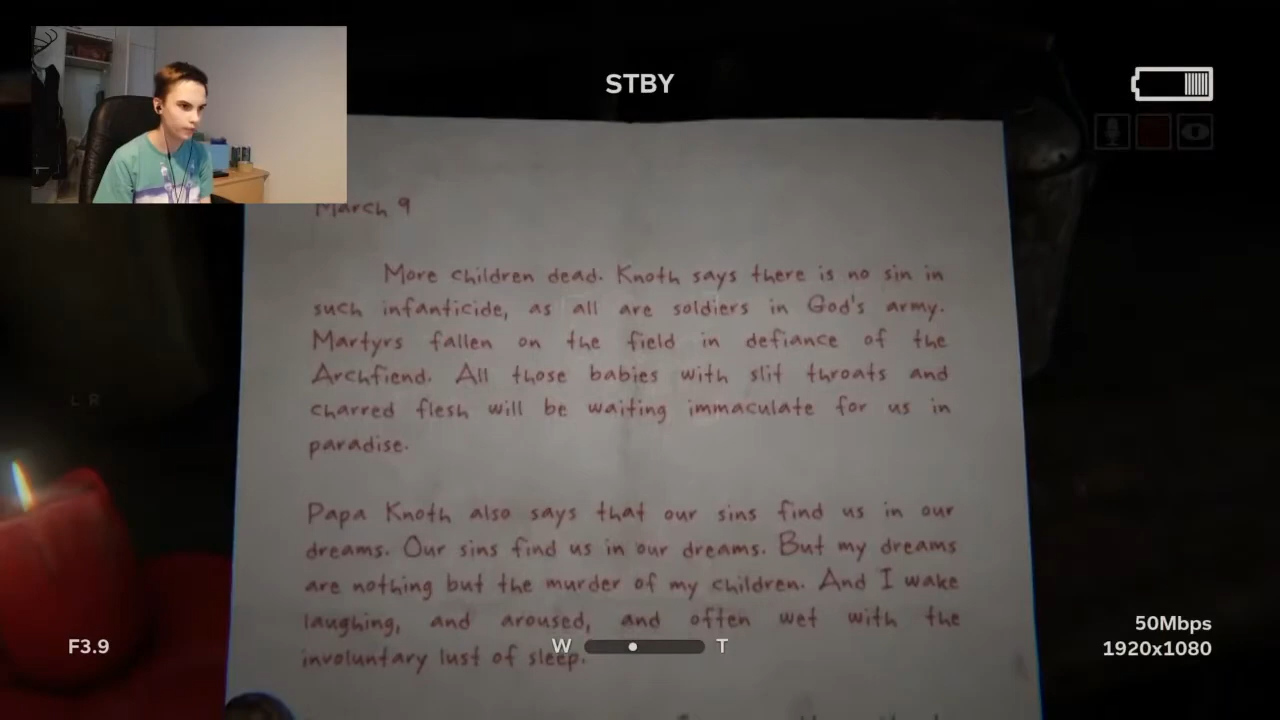 STBY
March 9
More children dead. Knoth says there is no sin in
such infanticide, as all are soldiers in God's army.
Martyrs fallen on the field in defiance of the
Archfiend. All those babies with slit throats and
charred flesh will be waiting immaculate for us in
paradise.
Papa Knoth also says that our sins find us in our
dreams. Our sins find us in our dreams. But my dreams
are nothing but the murder of my children. And I wake
laughing, and aroused, and often wet with the
involuntary lust of sleep.
L R
F3.9
W T
50Mbps
1920x1080